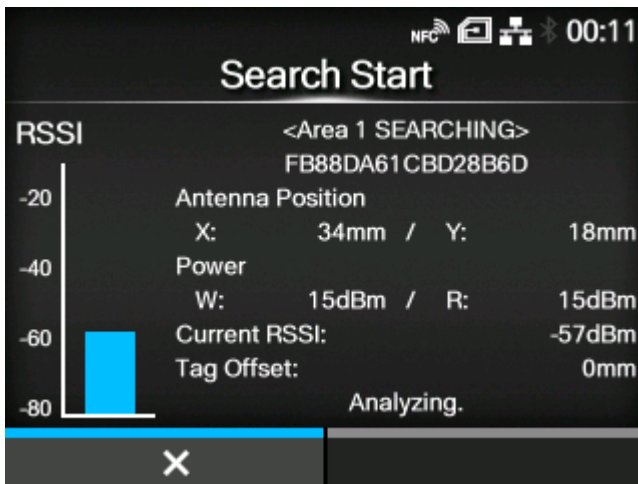 NFC 00:11
Search Start
RSSI
<Area 1 SEARCHING>
FB88DA61CBD28B6D
Antenna Position
X: 34mm / Y: 18mm
Power
W: 15dBm / R: 15dBm
Current RSSI: -57dBm
Tag Offset: 0mm
Analyzing.
-20
-40
-60
-80